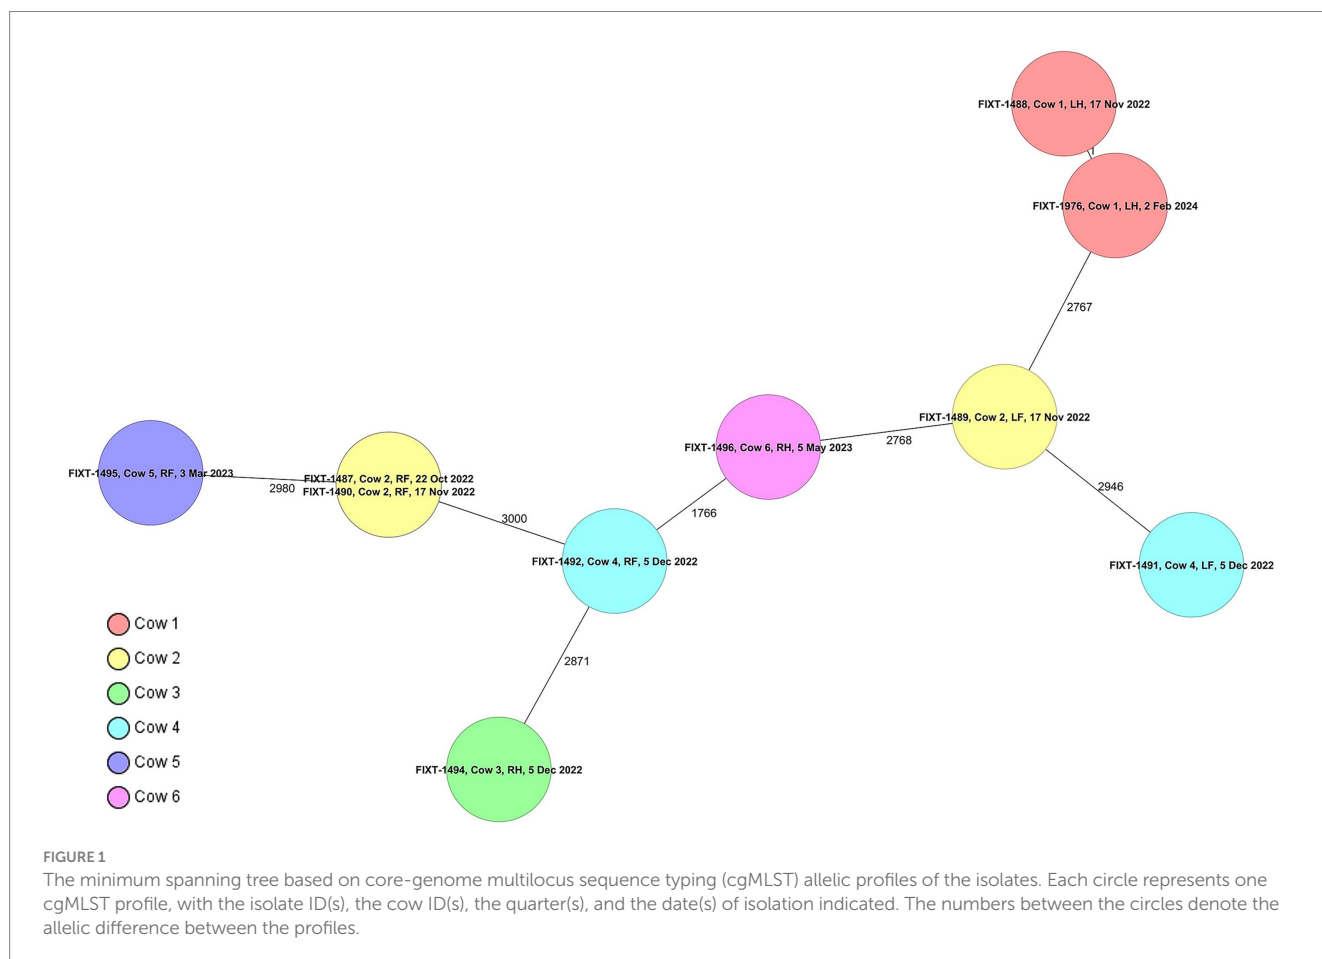 FIXT-1488, Cow 1, LH, 17 Nov 2022
1
FIXT-1976, Cow 1, LH, 2 Feb 2024
2767
FIXT-1489, Cow 2, LF, 17 Nov 2022
2768
FIXT-1496, Cow 6, RH, 5 May 2023
FIXT-1495, Cow 5, RF, 3 Mar 2023
2980
FIXT-1487, Cow 2, RF, 22 Oct 2022
FIXT-1490, Cow 2, RF, 17 Nov 2022
2946
1766
3000
FIXT-1492, Cow 4, RF, 5 Dec 2022
FIXT-1491, Cow 4, LF, 5 Dec 2022
2871
FIXT-1494, Cow 3, RH, 5 Dec 2022
Cow 1
Cow 2
Cow 3
Cow 4
Cow 5
Cow 6
FIGURE 1
The minimum spanning tree based on core-genome multilocus sequence typing (cgMLST) allelic profiles of the isolates. Each circle represents one
cgMLST profile, with the isolate ID(s), the cow ID(s), the quarter(s), and the date(s) of isolation indicated. The numbers between the circles denote the
allelic difference between the profiles.